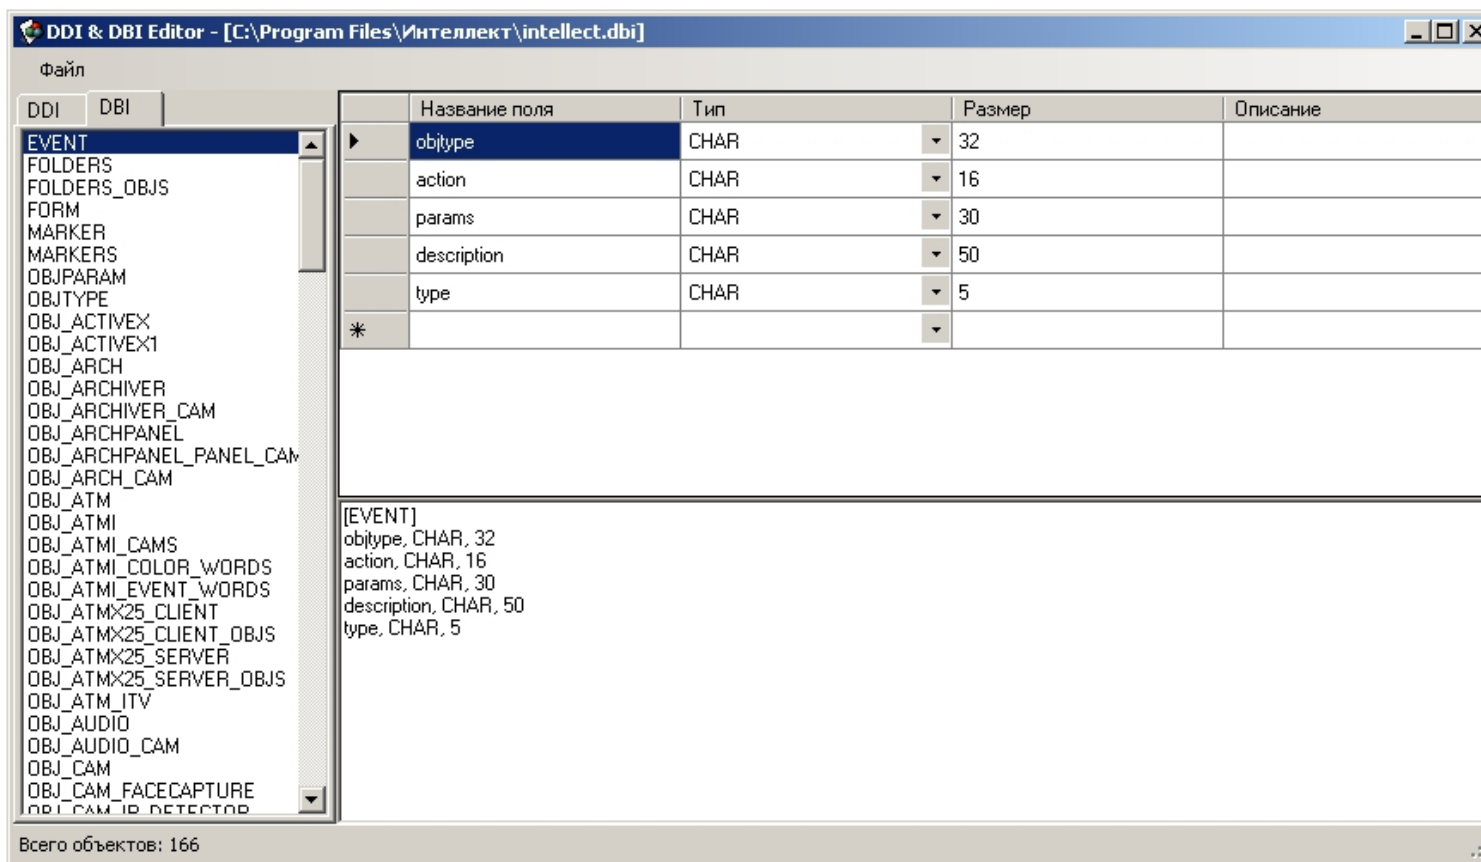 DDI & DBI Editor - [C:\Program Files\Интеллект\intellect.dbi]
Файл
DDI DBI
EVENT
FOLDERS
FOLDERS_OBJS
FORM
MARKER
MARKERS
OBJPARAM
OBJTYPE
OBJ_ACTIVEX
OBJ_ACTIVEX1
OBJ_ARCH
OBJ_ARCHIVER
OBJ_ARCHIVER_CAM
OBJ_ARCHPANEL
OBJ_ARCHPANEL_PANEL_CAM
OBJ_ARCH_CAM
OBJ_ATM
OBJ_ATMI
OBJ_ATMI_CAMS
OBJ_ATMI_COLOR_WORDS
OBJ_ATMI_EVENT_WORDS
OBJ_ATMX25_CLIENT
OBJ_ATMX25_CLIENT_OBJS
OBJ_ATMX25_SERVER
OBJ_ATMX25_SERVER_OBJS
OBJ_ATM_ITV
OBJ_AUDIO
OBJ_AUDIO_CAM
OBJ_CAM
OBJ_CAM_FACECAPTURE
OBJ_CAM_IR_DETECTOR
Название поля Тип Размер Описание
objtype CHAR 32
action CHAR 16
params CHAR 30
description CHAR 50
type CHAR 5
[EVENT]
objtype, CHAR, 32
action, CHAR, 16
params, CHAR, 30
description, CHAR, 50
type, CHAR, 5
Всего объектов: 166